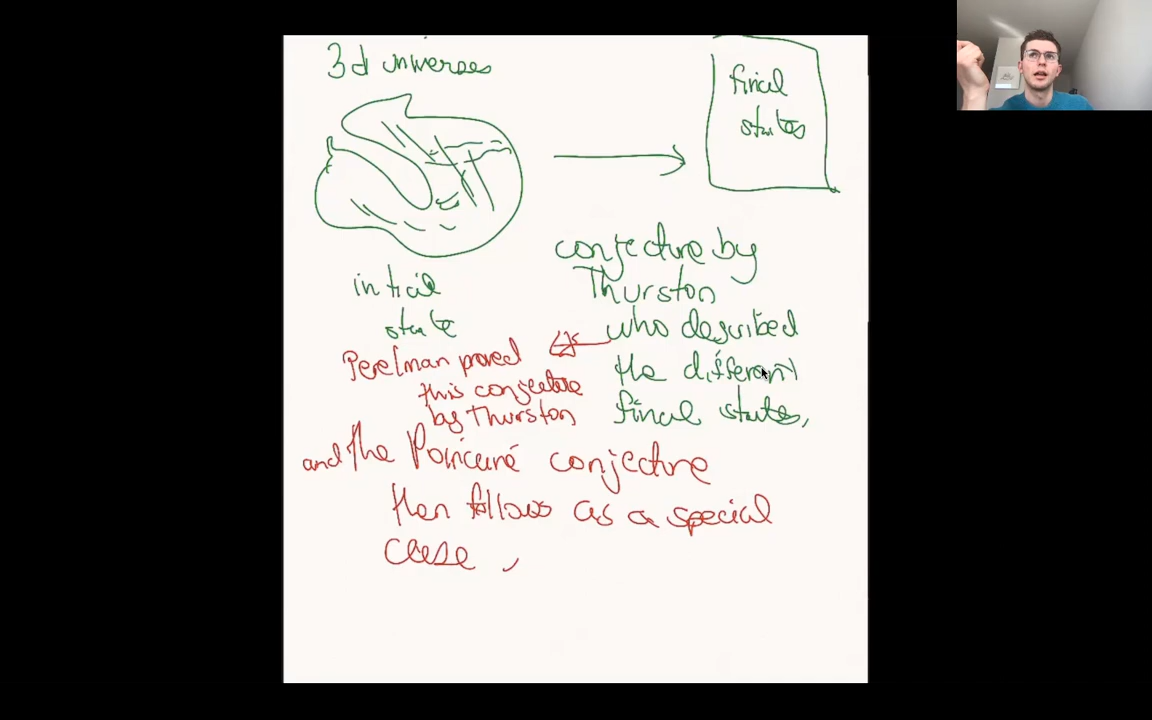 3d universes
final
states
conjecture by
Thurston
initial
state
who described
the different
final states,
Perelman proved
this conjecture
by Thurston
and the Poincaré conjecture
then follows as a special
case,